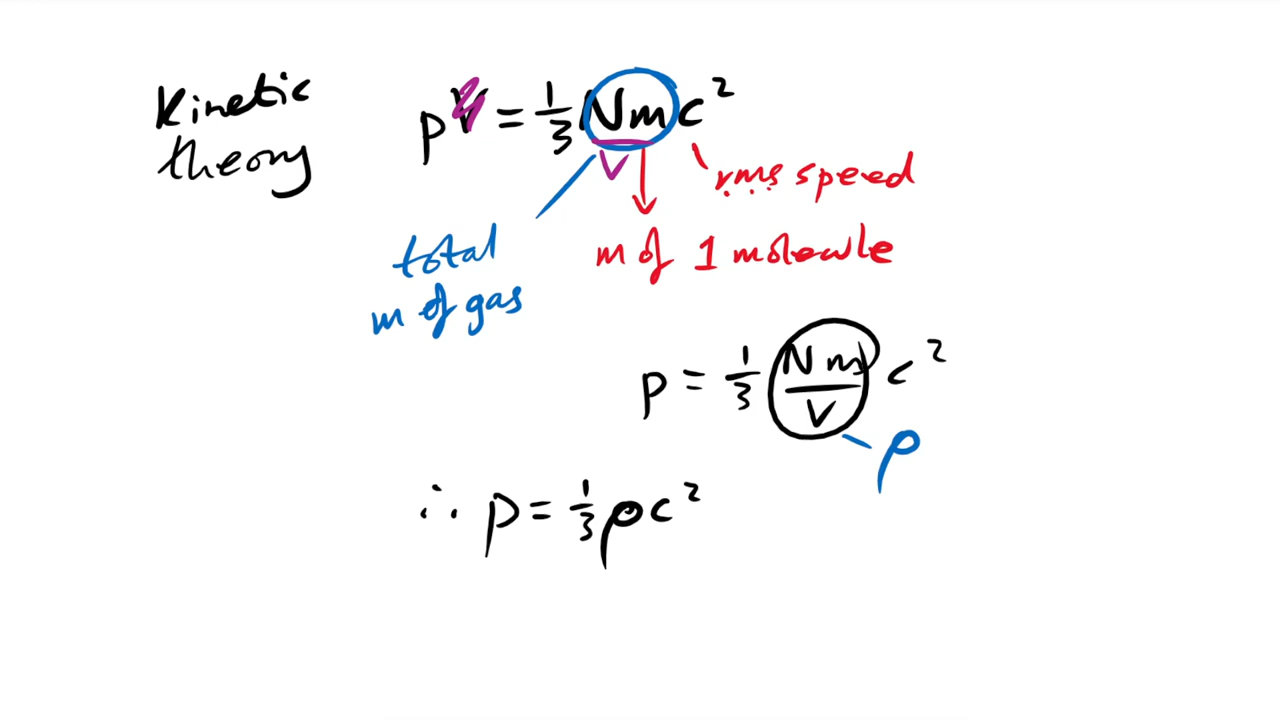 Kinetic
theory
pV = 1/3 Nmc²
V
rms speed
total
m of gas
m of 1 molecule
p = 1/3 Nm/V c²
ρ
∴ p = 1/3 ρc²